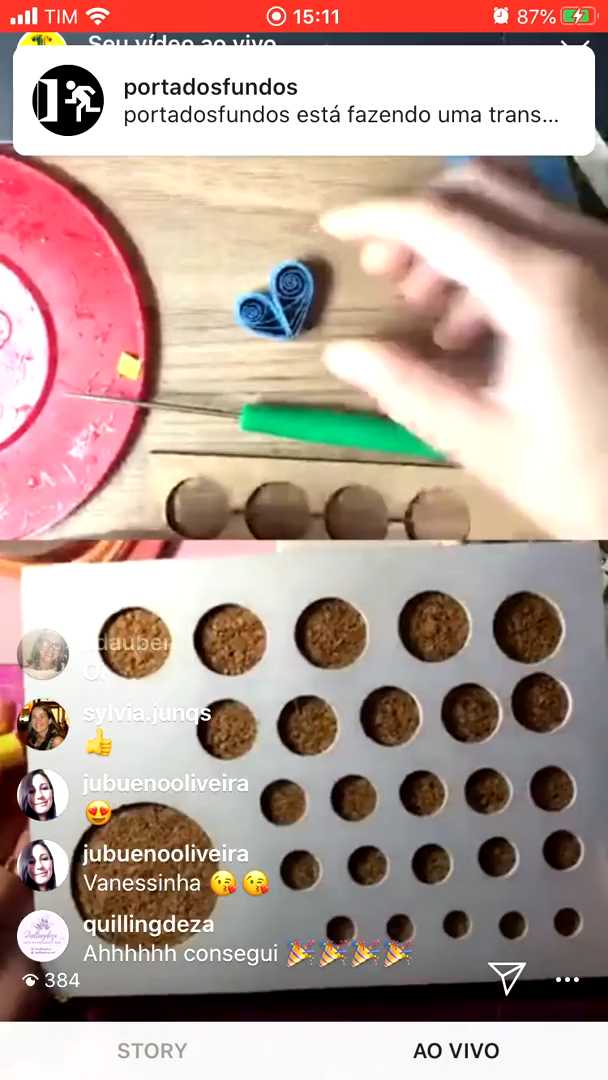 TIM 15:11 87%
Seu vídeo ao vivo
portadosfundos
portadosfundos está fazendo uma trans...
Oi
sylvia.junqs
jubuenooliveira
😍
jubuenooliveira
Vanessinha 😘😘
quillingdeza
Ahhhhhh consegui 🎉🎉🎉🎉
384
STORY AO VIVO